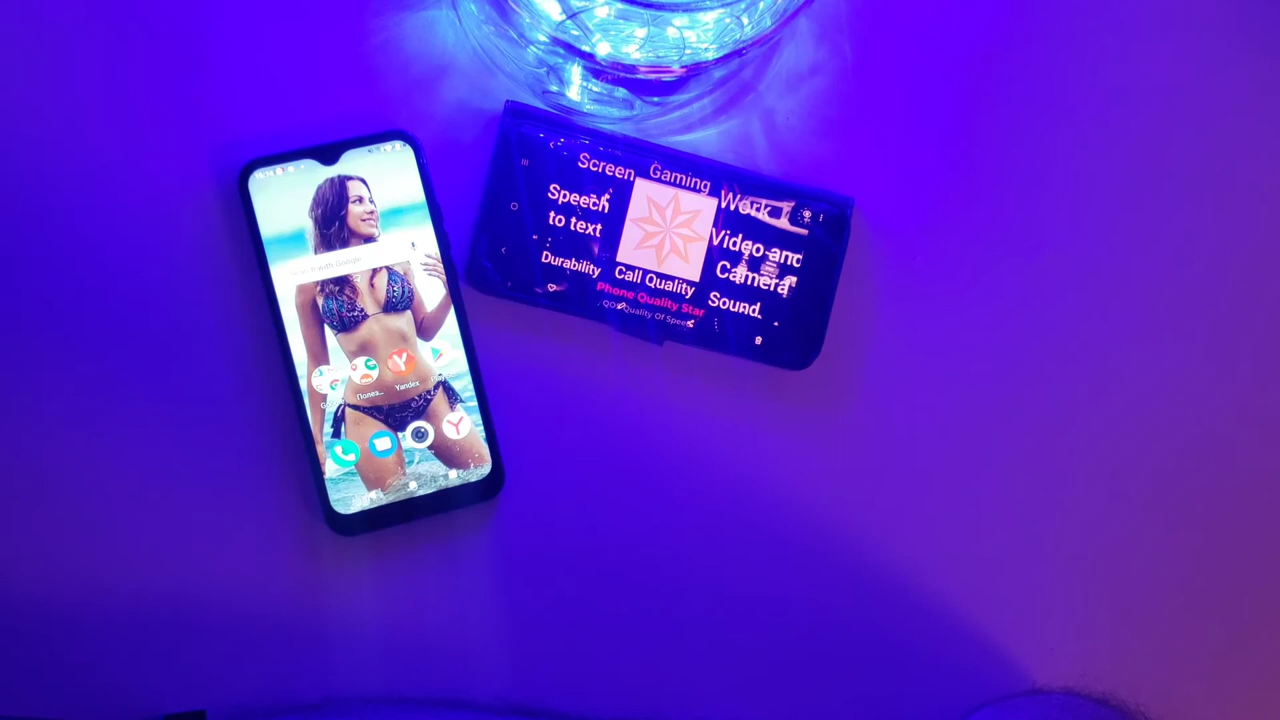 Search with Google
Полез...
Yandex
Screen
Gaming
Work
Speech
to text
Video and
Camera
Durability
Call Quality
Sound
Phone Quality Star
Quality Of